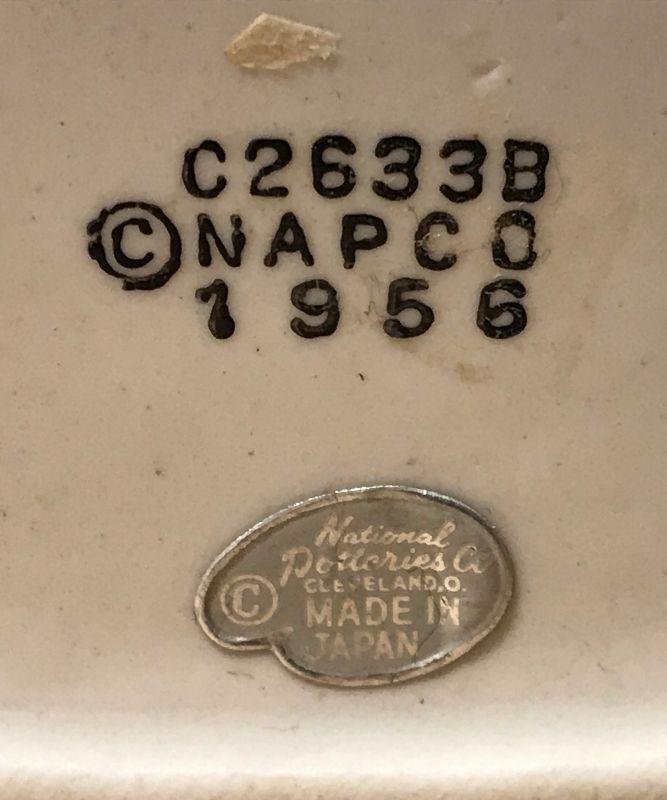 C2633B
© NAPCO
1956
National
Potteries Co
CLEVELAND, O.
© MADE IN
JAPAN